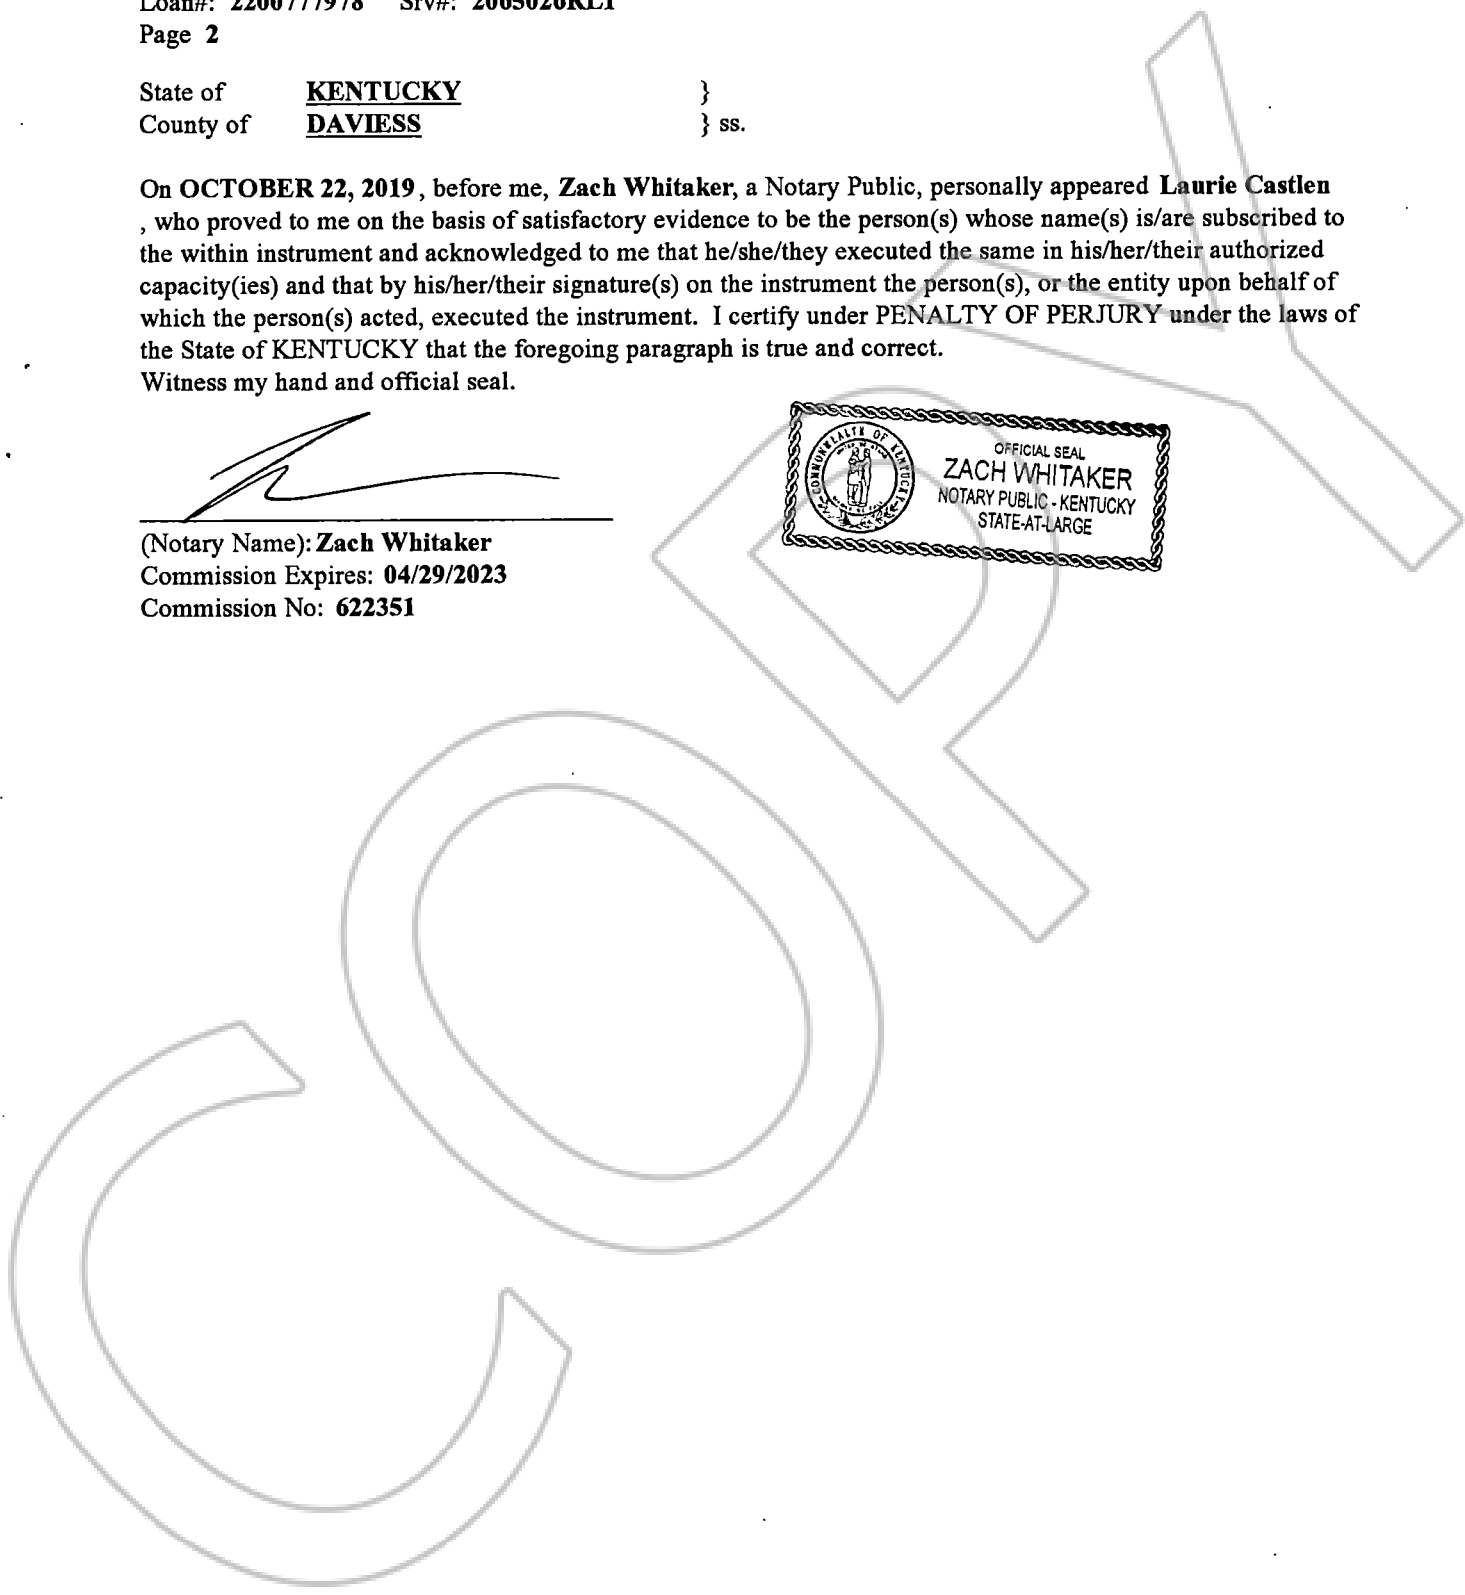 Loan#: 2200777978 Srv#: 2065026RL1
Page 2
State of KENTUCKY }
County of DAVIESS } ss.
On OCTOBER 22, 2019, before me, Zach Whitaker, a Notary Public, personally appeared Laurie Castlen
, who proved to me on the basis of satisfactory evidence to be the person(s) whose name(s) is/are subscribed to
the within instrument and acknowledged to me that he/she/they executed the same in his/her/their authorized
capacity(ies) and that by his/her/their signature(s) on the instrument the person(s), or the entity upon behalf of
which the person(s) acted, executed the instrument. I certify under PENALTY OF PERJURY under the laws of
the State of KENTUCKY that the foregoing paragraph is true and correct.
Witness my hand and official seal.
COMMONWEALTH OF KENTUCKY
OFFICIAL SEAL
ZACH WHITAKER
NOTARY PUBLIC - KENTUCKY
STATE-AT-LARGE
(Notary Name): Zach Whitaker
Commission Expires: 04/29/2023
Commission No: 622351
COPY